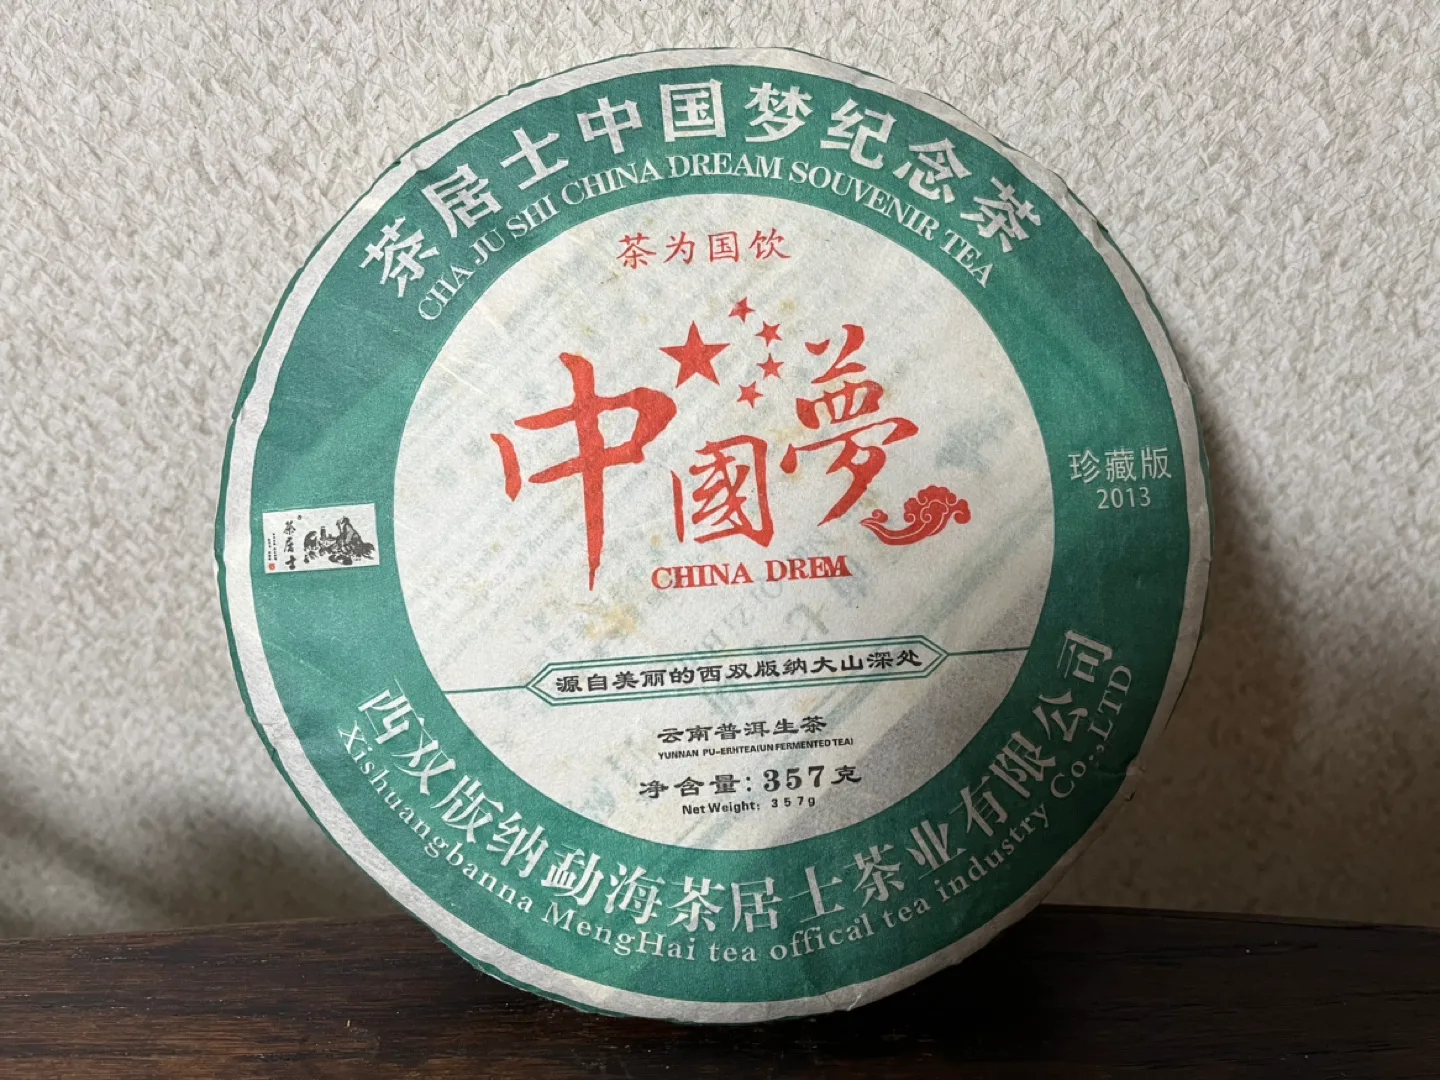 茶居士中国梦纪念茶
CHA JU SHI CHINA DREAM SOUVENIR TEA
茶为国饮
中國夢
CHINA DREMA
珍藏版
2013
茶居士
源自美丽的西双版纳大山深处
云南普洱生茶
YUNNAN PU-ERHTEA(UN FERMENTED TEA)
净含量：357克
Net Weight: 357g
西双版纳勐海茶居士茶业有限公司
Xishuangbanna MengHai tea offical tea industry Co.,LTD